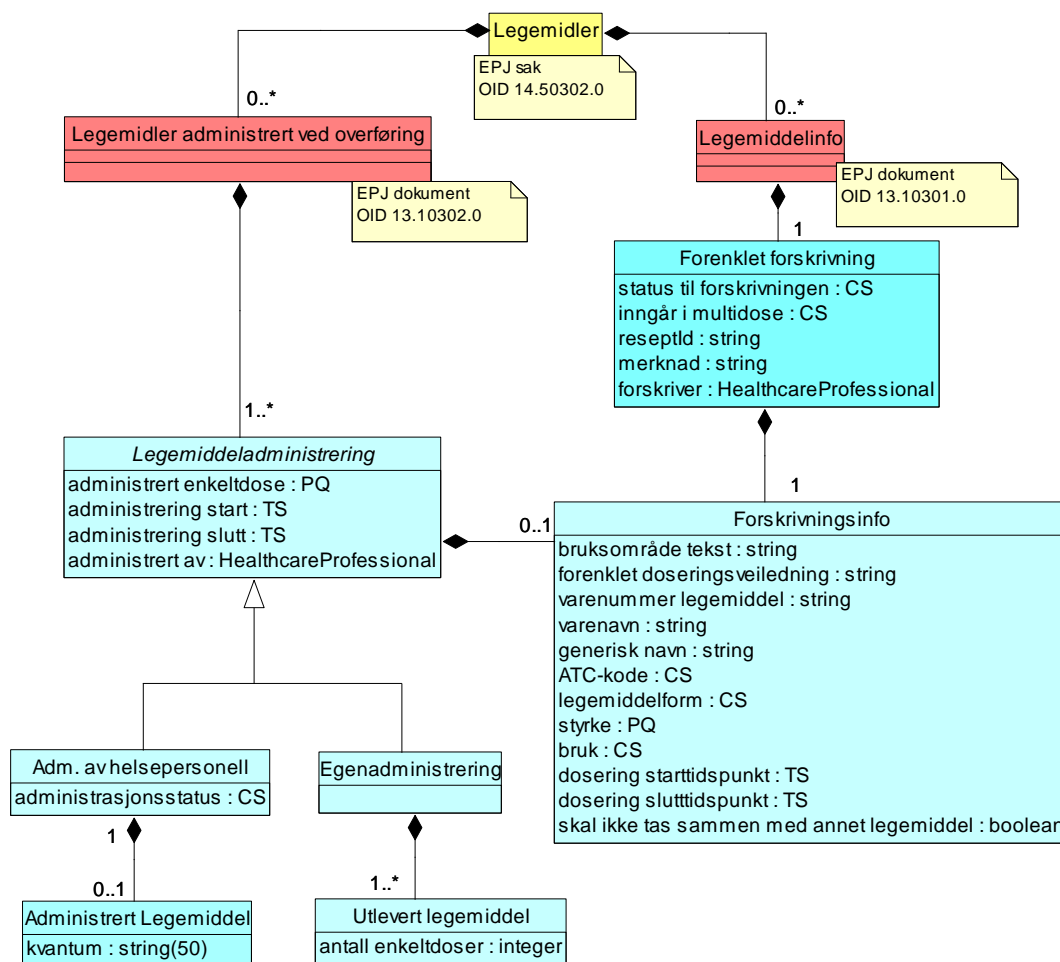 Legemidler
EPJ sak
OID 14.50302.0
0..*
0..*
Legemidler administrert ved overføring
EPJ dokument
OID 13.10302.0
Legemiddelinfo
EPJ dokument
OID 13.10301.0
1
Forenklet forskrivning
status til forskrivningen : CS
inngår i multidose : CS
reseptId : string
merknad : string
forskriver : HealthcareProfessional
1..*
1
Legemiddeladministrering
administrert enkeltdose : PQ
administrering start : TS
administrering slutt : TS
administrert av : HealthcareProfessional
0..1
Forskrivningsinfo
bruksområde tekst : string
forenklet doseringsveiledning : string
varenummer legemiddel : string
varenavn : string
generisk navn : string
ATC-kode : CS
legemiddelform : CS
styrke : PQ
bruk : CS
dosering starttidspunkt : TS
dosering slutttidspunkt : TS
skal ikke tas sammen med annet legemiddel : boolean
Adm. av helsepersonell
administrasjonsstatus : CS
Egenadministrering
1
0..1
1..*
Administrert Legemiddel
kvantum : string(50)
Utlevert legemiddel
antall enkeltdoser : integer